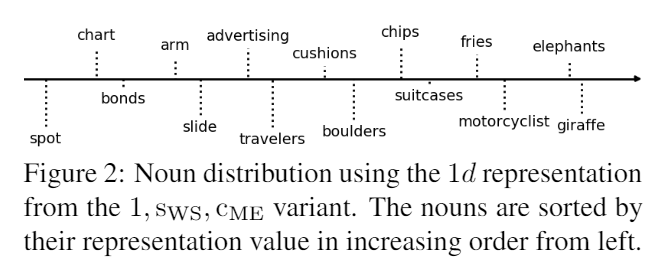 chart
arm
advertising
cushions
chips
fries
elephants
spot
bonds
slide
travelers
boulders
suitcases
motorcyclist
giraffe
Figure 2: Noun distribution using the 1d representation
from the 1, sWS, cME variant. The nouns are sorted by
their representation value in increasing order from left.